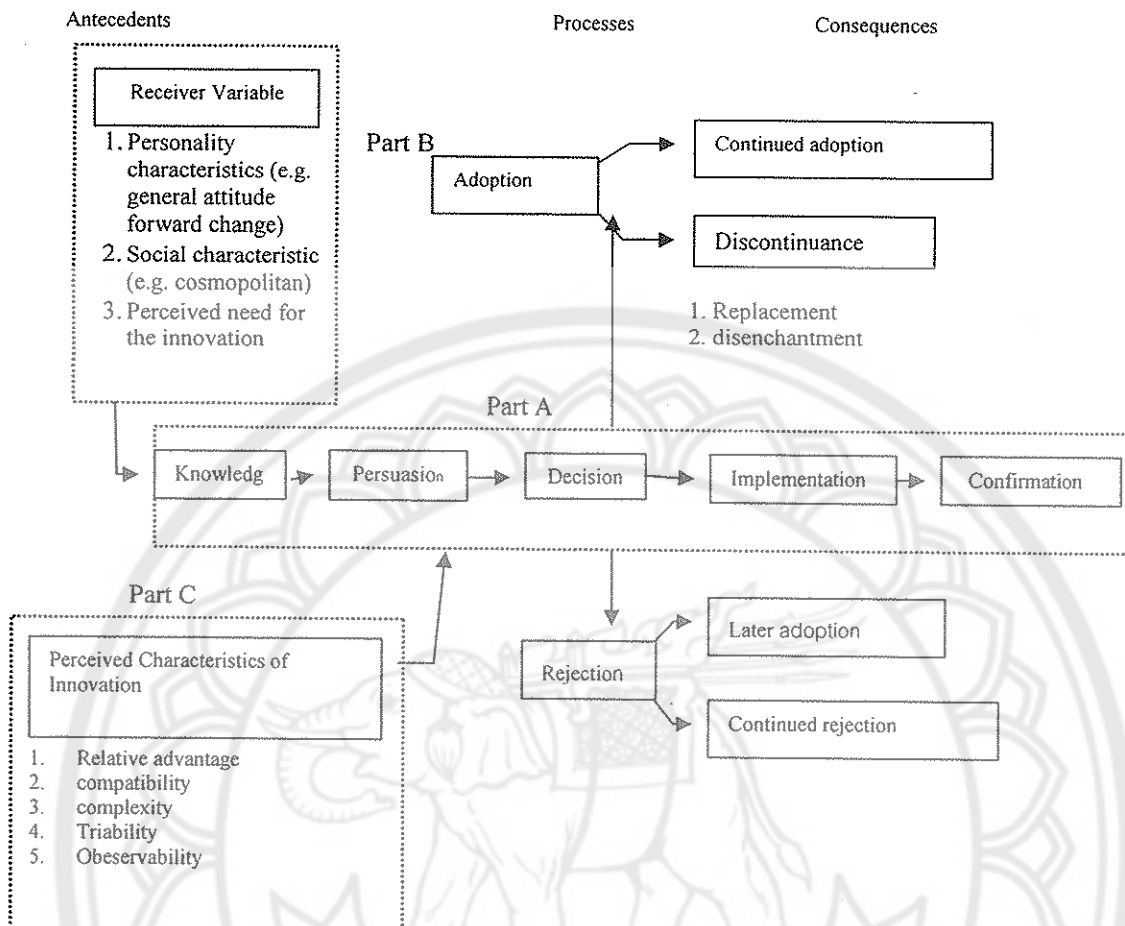 Antecedents
Processes
Consequences
Receiver Variable
1. Personality
characteristics (e.g.
general attitude
forward change)
2. Social characteristic
(e.g. cosmopolitan)
3. Perceived need for
the innovation
Part B
Adoption
Continued adoption
Discontinuance
1. Replacement
2. disenchantment
Part A
Knowledg
Persuasion
Decision
Implementation
Confirmation
Part C
Perceived Characteristics of
Innovation
1. Relative advantage
2. compatibility
3. complexity
4. Triability
5. Obeservability
Rejection
Later adoption
Continued rejection